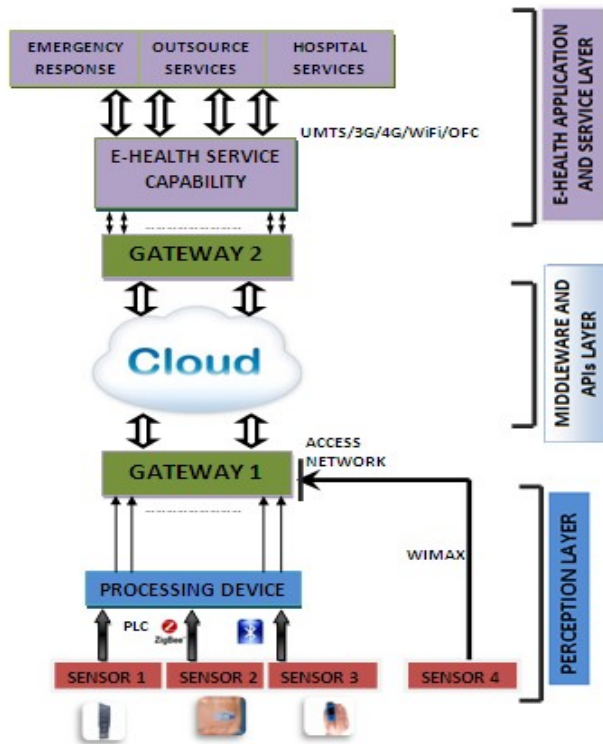 EMERGENCY
RESPONSE
OUTSOURCE
SERVICES
HOSPITAL
SERVICES
UMTS/3G/4G/WiFi/OFC
E-HEALTH SERVICE
CAPABILITY
GATEWAY 2
Cloud
ACCESS
NETWORK
GATEWAY 1
WIMAX
PROCESSING DEVICE
PLC
ZigBee
SENSOR 1
SENSOR 2
SENSOR 3
SENSOR 4
E-HEALTH APPLICATION
AND SERVICE LAYER
MIDDLEWARE AND
APIs LAYER
PERCEPTION LAYER